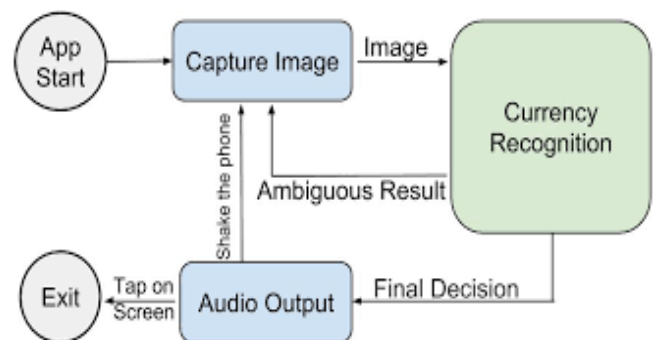 App
Start
Capture Image
Image
Currency
Recognition
Shake the phone
Ambiguous Result
Exit
Tap on
Screen
Audio Output
Final Decision